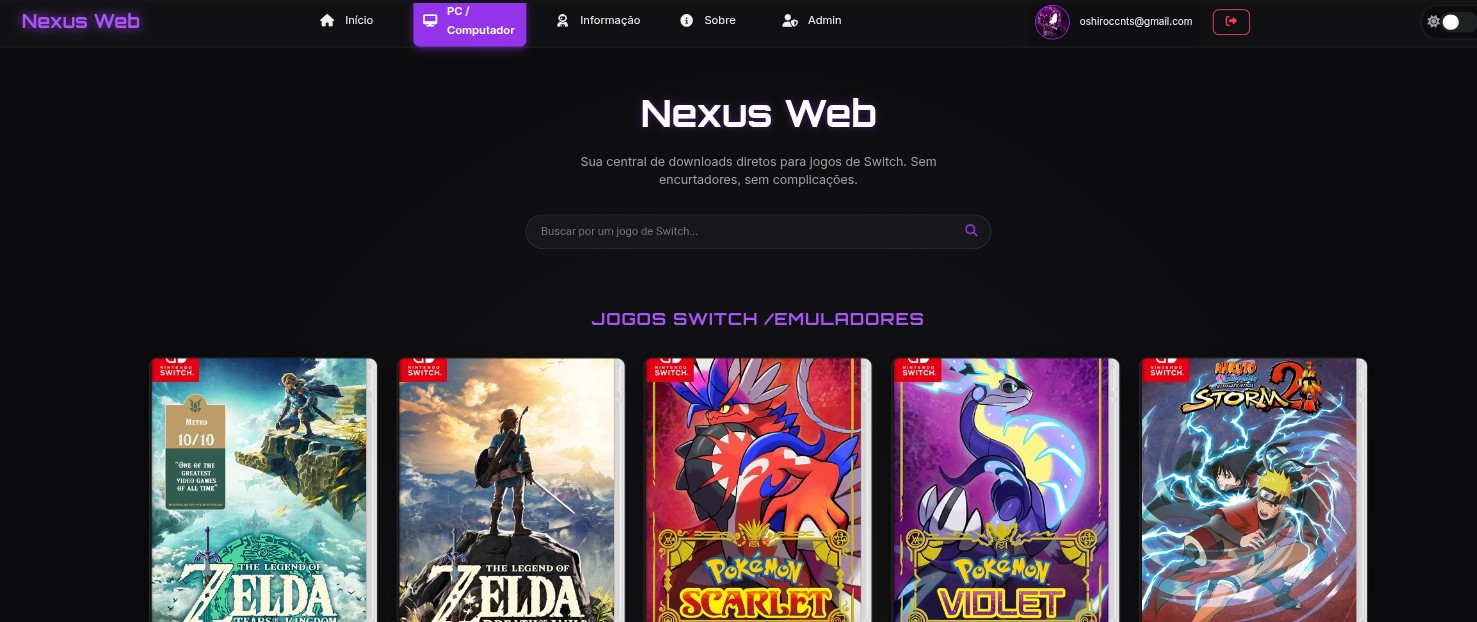 Nexus Web
Início
PC /
Computador
Informação
Sobre
Admin
oshiroccnts@gmail.com
Nexus Web
Sua central de downloads diretos para jogos de Switch. Sem
encurtadores, sem complicações.
Buscar por um jogo de Switch...
JOGOS SWITCH /EMULADORES
NINTENDO
SWITCH.
METRO
10/10
"ONE OF THE
GREATEST
VIDEO GAMES
OF ALL TIME"
THE LEGEND OF
ZELDA
TEARS OF THE KINGDOM
NINTENDO
SWITCH.
THE LEGEND OF
ZELDA
BREATH OF THE WILD
NINTENDO
SWITCH.
POKÉMON
SCARLET
NINTENDO
SWITCH.
POKÉMON
VIOLET
NINTENDO
SWITCH.
NARUTO
STORM 2